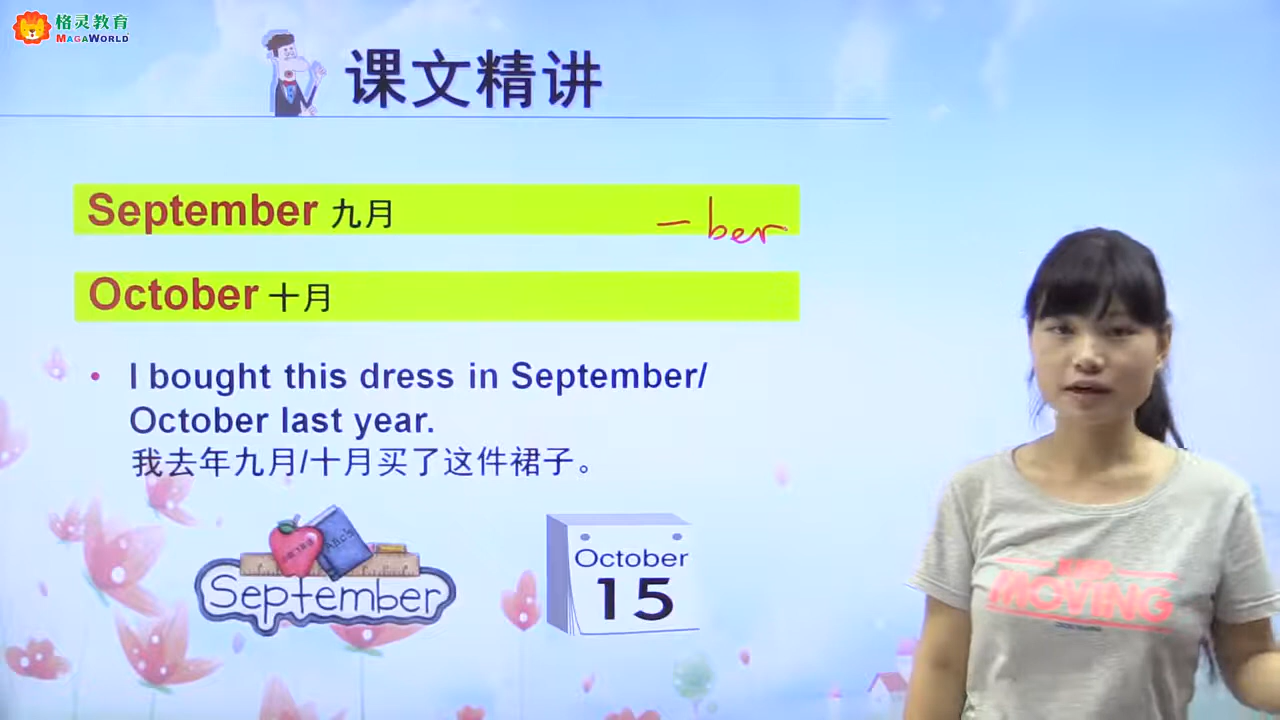 格灵教育
MAGAWORLD
课文精讲
September 九月
-ber
October 十月
• I bought this dress in September/
October last year.
我去年九月/十月买了这件裙子。
ABC's
September
October
15
MOVING